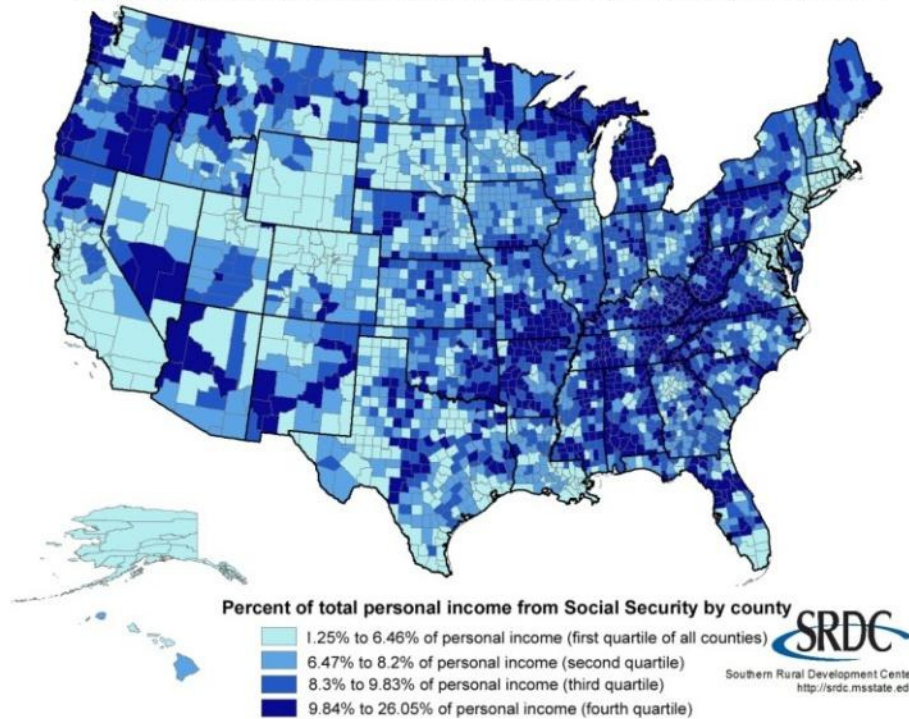 Percent of total personal income from Social Security by county
1.25% to 6.46% of personal income (first quartile of all counties)
6.47% to 8.2% of personal income (second quartile)
8.3% to 9.83% of personal income (third quartile)
9.84% to 26.05% of personal income (fourth quartile)
SRDC
Southern Rural Development Cente
http://srdc.msstate.ed